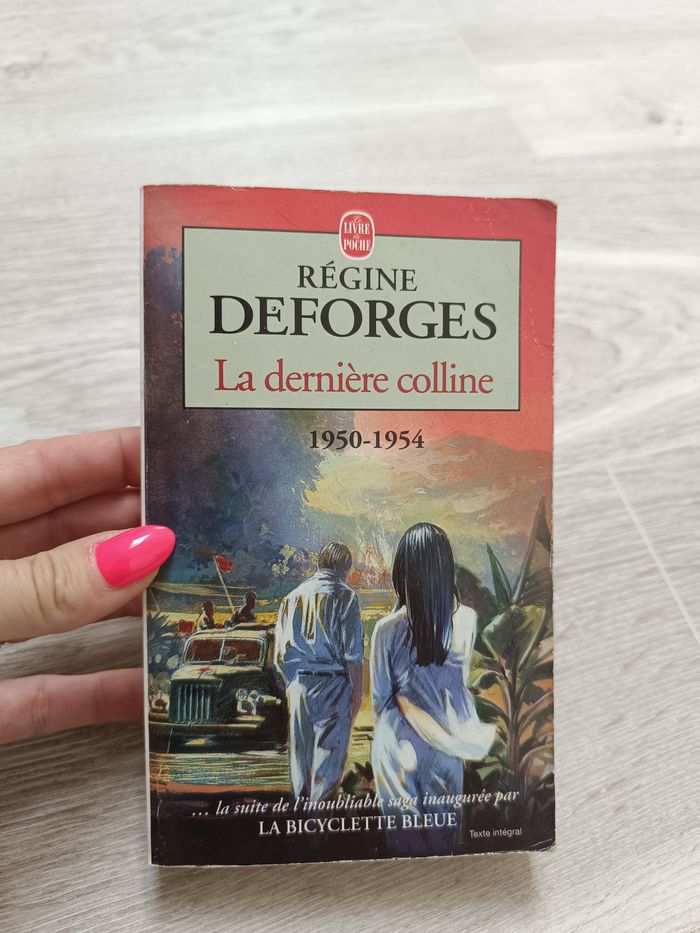 Le
LIVRE
de
POCHE
RÉGINE
DEFORGES
La dernière colline
1950-1954
... la suite de l'inoubliable saga inaugurée par
LA BICYCLETTE BLEUE
Texte intégral